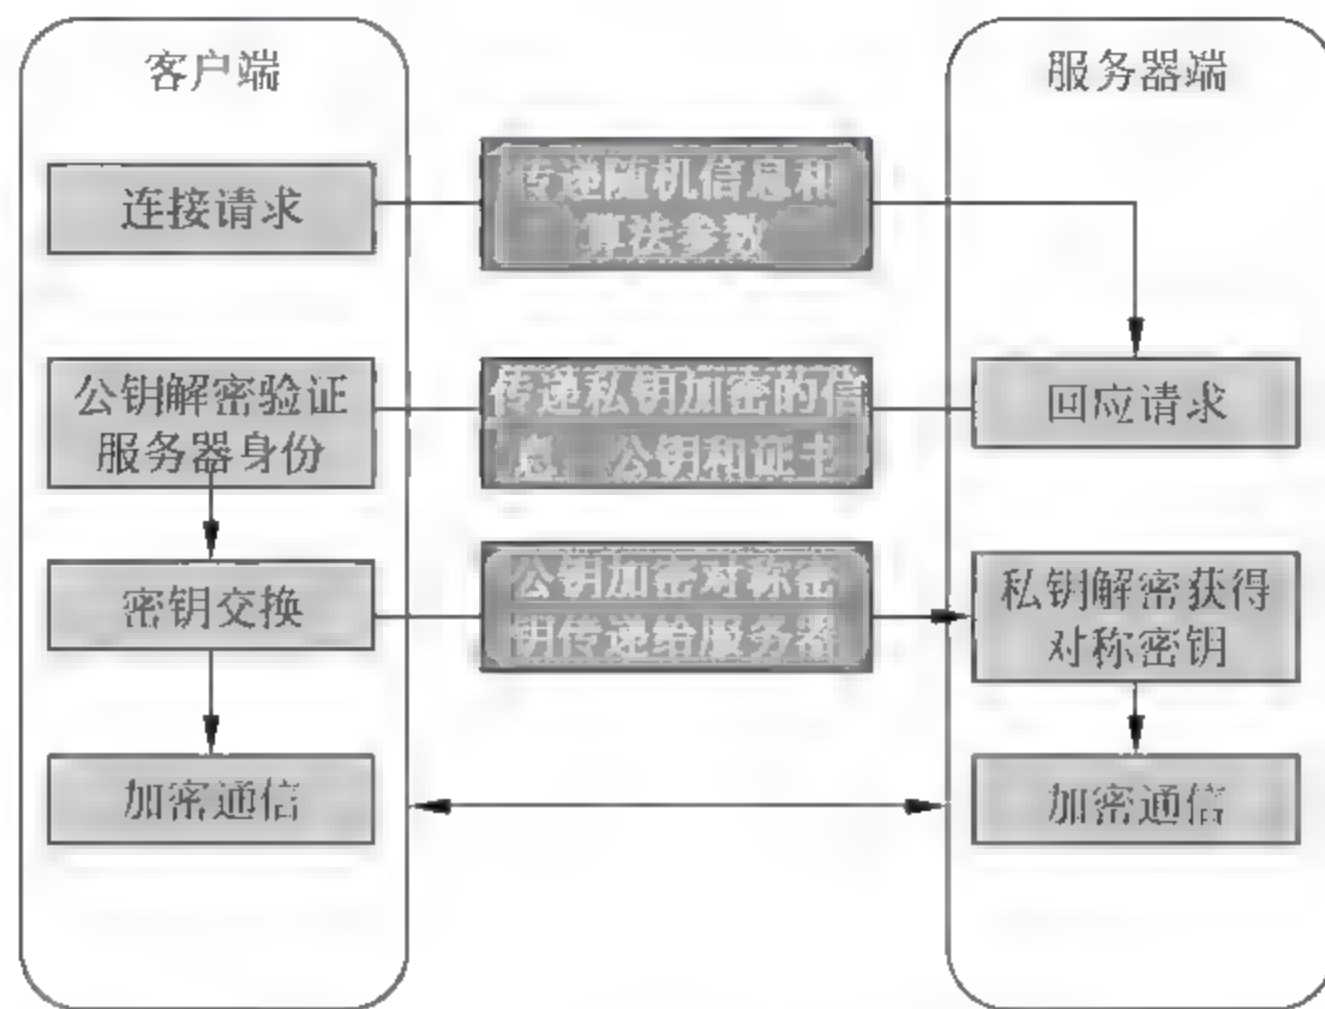 客户端
服务器端
连接请求
传递随机信息和
算法参数
公钥解密验证
服务器身份
传递私钥加密的信
息 公钥和证书
回应请求
密钥交换
公钥加密对称密
钥传递给服务器
私钥解密获得
对称密钥
加密通信
加密通信